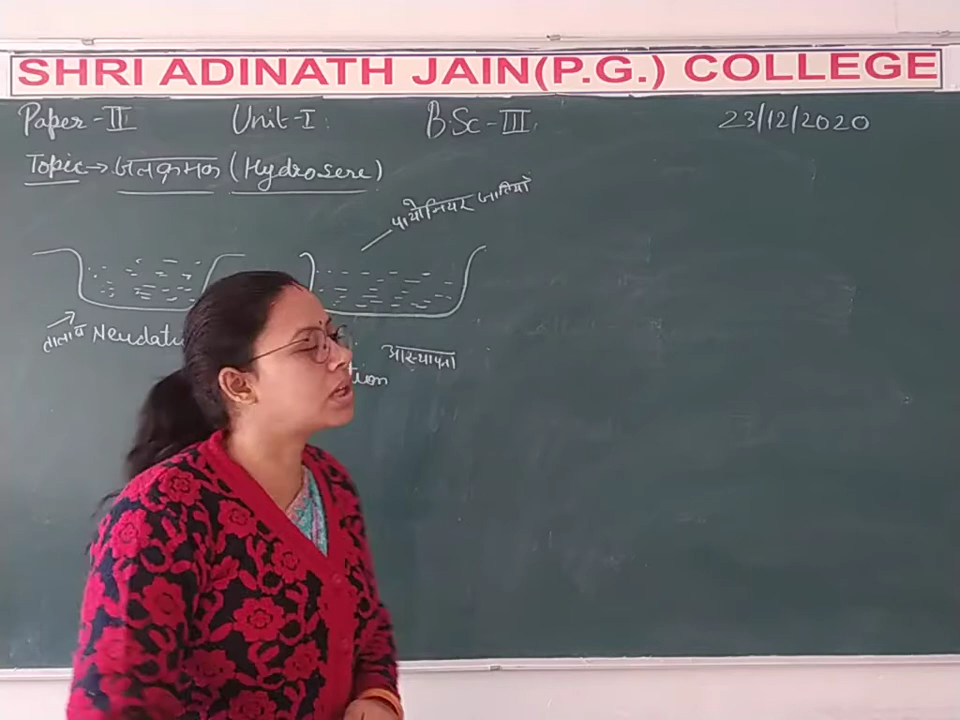 SHRI ADINATH JAIN(P.G.) COLLEGE
Paper-II Unit-I B.Sc-III 23/12/2020
Topic→ जलक्रमक (Hydrosere)
पायोनियर जातियाँ
तालाब Neudati
आस्थापना
tion